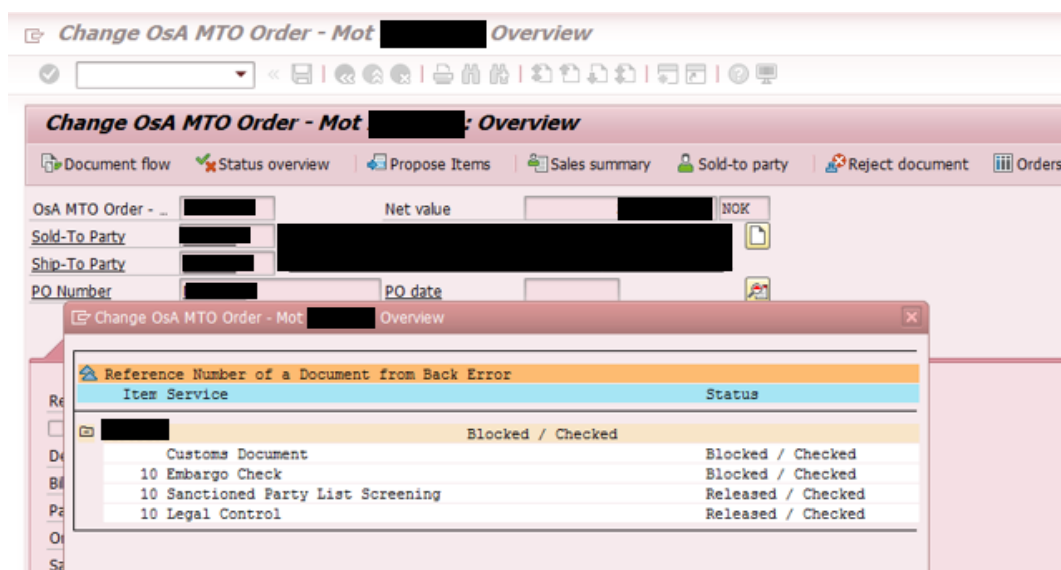 Change OsA MTO Order - Mot Overview
Change OsA MTO Order - Mot : Overview
Document flow Status overview Propose Items Sales summary Sold-to party Reject document Orders
OsA MTO Order - ... Net value NOK
Sold-To Party
Ship-To Party
PO Number PO date
Change OsA MTO Order - Mot Overview
Reference Number of a Document from Back Error
Item Service Status
Blocked / Checked
Customs Document Blocked / Checked
10 Embargo Check Blocked / Checked
10 Sanctioned Party List Screening Released / Checked
10 Legal Control Released / Checked